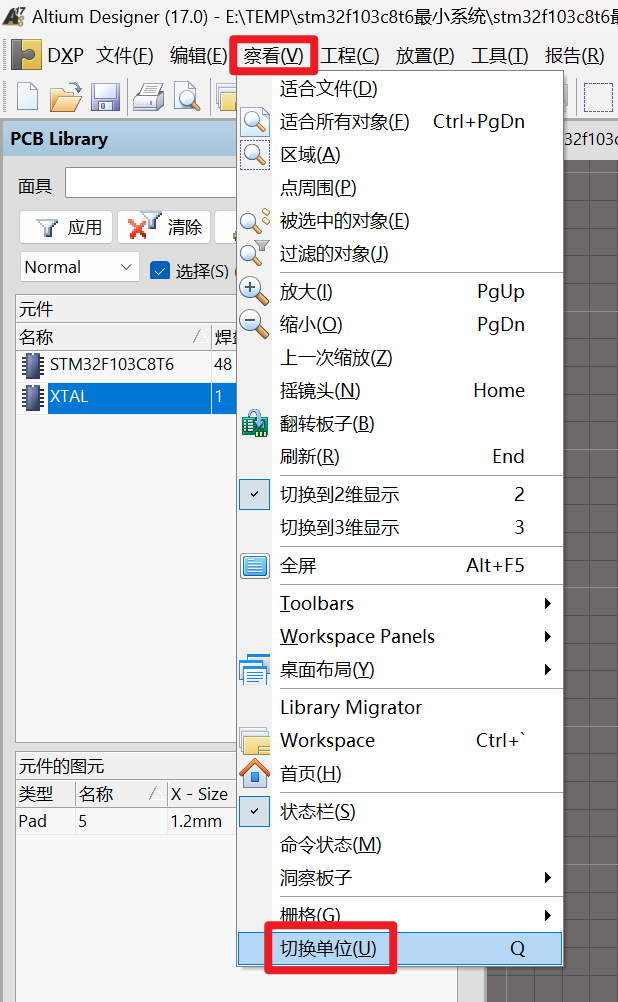 Altium Designer (17.0) - E:\TEMP\stm32f103c8t6最小系统\stm32f103c8t6最
DXP 文件(F) 编辑(E) 察看(V) 工程(C) 放置(P) 工具(T) 报告(R)
PCB Library
32f103c
面具
应用 清除
Normal 选择(S)
元件
名称 焊
STM32F103C8T6 48
XTAL 1
适合文件(D)
适合所有对象(F) Ctrl+PgDn
区域(A)
点周围(P)
被选中的对象(E)
过滤的对象(J)
放大(I) PgUp
缩小(O) PgDn
上一次缩放(Z)
摇镜头(N) Home
翻转板子(B)
刷新(R) End
切换到2维显示 2
切换到3维显示 3
全屏 Alt+F5
Toolbars
Workspace Panels
桌面布局(Y)
Library Migrator
Workspace Ctrl+`
首页(H)
状态栏(S)
命令状态(M)
洞察板子
栅格(G)
切换单位(U) Q
元件的图元
类型 名称 X - Size
Pad 5 1.2mm